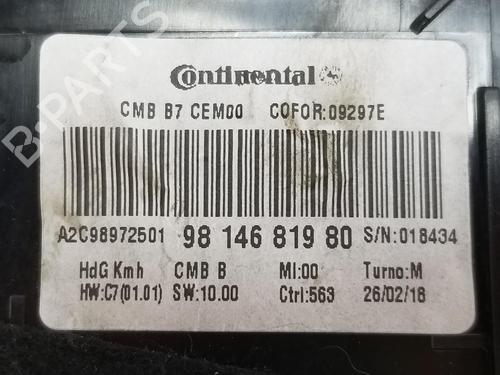 B-PARTS
Continental
CMB B7 CEM00 COFOR:09297E
A2C98972501 98 146 819 80 S/N:018434
HdG Kmh CMB B MI:00 Turno:M
HW:C7(01.01) SW:10.00 Ctrl:563 26/02/18